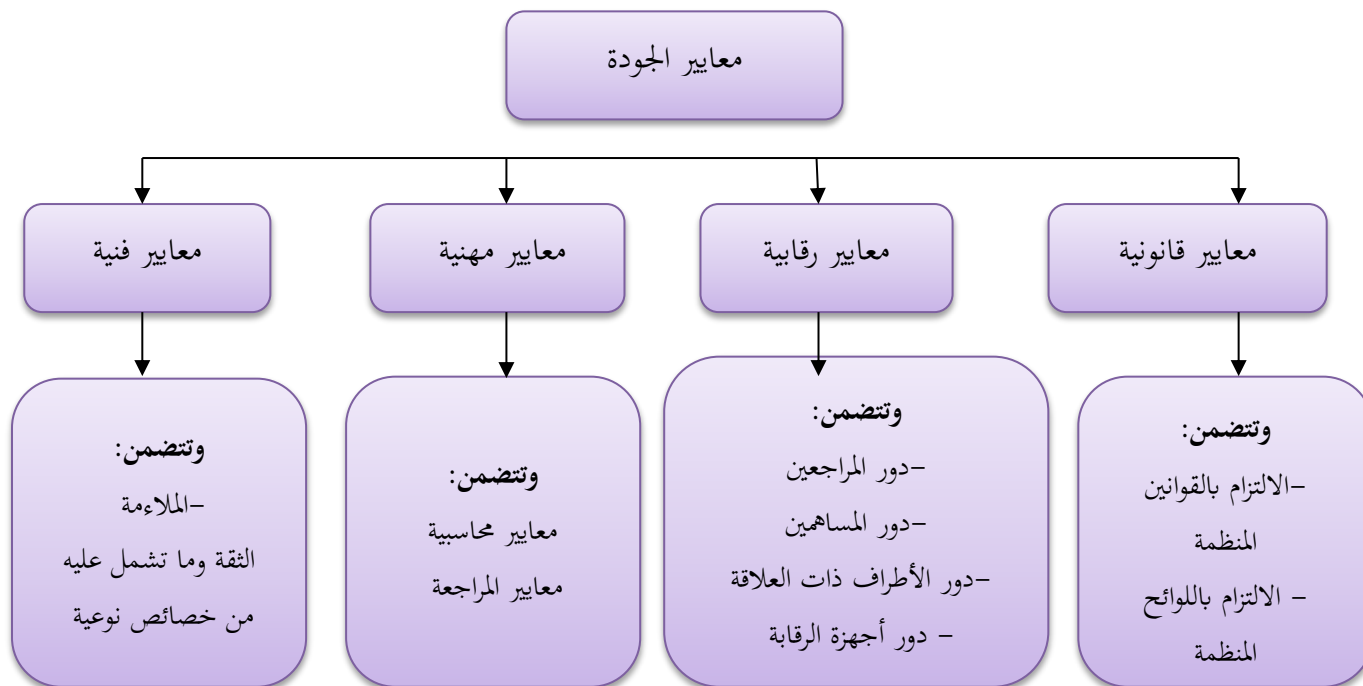 معايير الجودة
معايير قانونية
معايير رقابية
معايير مهنية
معايير فنية
وتتضمن:
-الالتزام بالقوانين
المنظمة
- الالتزام باللوائح
المنظمة
وتتضمن:
-دور المراجعين
-دور المساهمين
-دور الأطراف ذات العلاقة
- دور أجهزة الرقابة
وتتضمن:
معايير محاسبية
معايير المراجعة
وتتضمن:
-الملاءمة
الثقة وما تشمل عليه
من خصائص نوعية